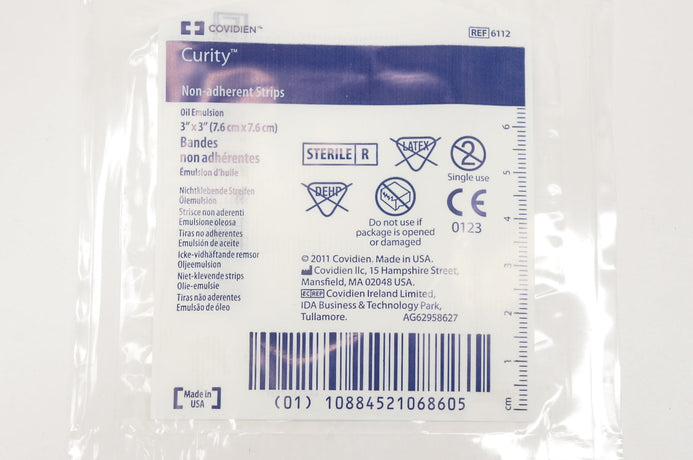 COVIDIEN™
REF 6112
Curity™
Non-adherent Strips
Oil Emulsion
3" x 3" (7.6 cm x 7.6 cm)
Bandes
non adhérentes
Émulsion d'huile
Nichtklebende Streifen
Ölemulsion
Strisce non aderenti
Emulsione oleosa
Tiras no adherentes
Emulsión de aceite
Icke-vidhäftande remsor
Oljeemulsion
Niet-klevende strips
Olie-emulsie
Tiras não aderentes
Emulsão de óleo
Made in
USA
STERILE R
LATEX
2
Single use
DEHP
Do not use if
package is opened
or damaged
CE
0123
© 2011 Covidien. Made in USA.
Covidien llc, 15 Hampshire Street,
Mansfield, MA 02048 USA.
EC REP Covidien Ireland Limited,
IDA Business & Technology Park,
Tullamore.
AG62958627
(01) 10884521068605
cm 1 2 3 4 5 6